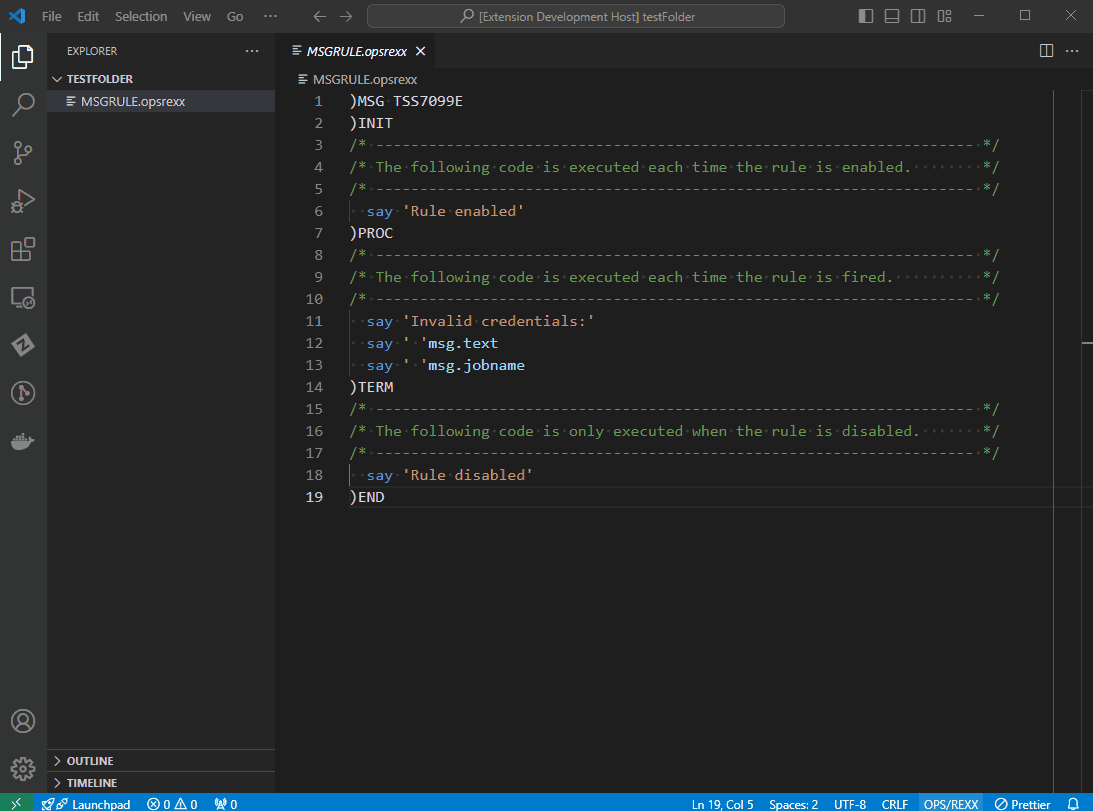 File Edit Selection View Go ··· [Extension Development Host] testFolder
EXPLORER ···
TESTFOLDER
MSGRULE.opsrexx
OUTLINE
TIMELINE
MSGRULE.opsrexx
MSGRULE.opsrexx
1 )MSG TSS7099E
2 )INIT
3 /* -------------------------------------------------------------------- */
4 /* The following code is executed each time the rule is enabled. */
5 /* -------------------------------------------------------------------- */
6 say 'Rule enabled'
7 )PROC
8 /* -------------------------------------------------------------------- */
9 /* The following code is executed each time the rule is fired. */
10 /* -------------------------------------------------------------------- */
11 say 'Invalid credentials:'
12 say ' 'msg.text
13 say ' 'msg.jobname
14 )TERM
15 /* -------------------------------------------------------------------- */
16 /* The following code is only executed when the rule is disabled. */
17 /* -------------------------------------------------------------------- */
18 say 'Rule disabled'
19 )END
Launchpad 0 0 0 Ln 19, Col 5 Spaces: 2 UTF-8 CRLF OPS/REXX Prettier